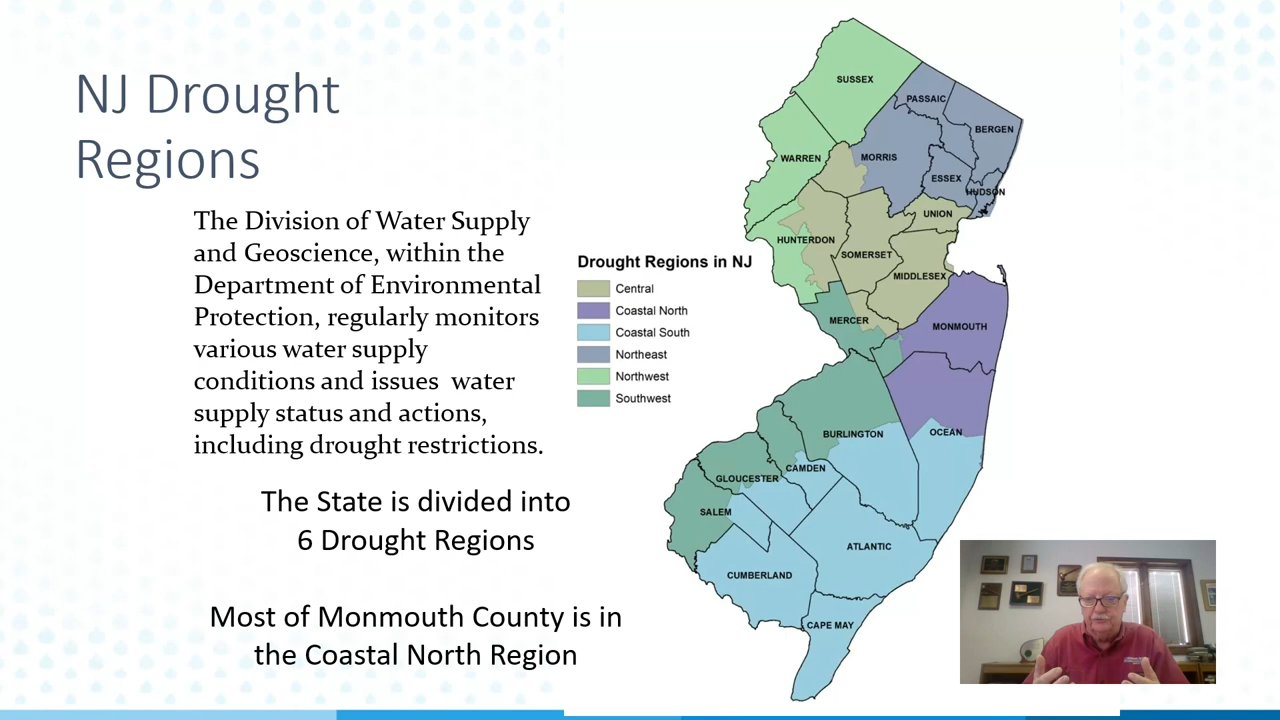 NJ Drought
Regions
The Division of Water Supply
and Geoscience, within the
Department of Environmental
Protection, regularly monitors
various water supply
conditions and issues  water
supply status and actions,
including drought restrictions.
The State is divided into
6 Drought Regions
Most of Monmouth County is in
the Coastal North Region
Drought Regions in NJ
Central
Coastal North
Coastal South
Northeast
Northwest
Southwest
SUSSEX
PASSAIC
BERGEN
WARREN
MORRIS
ESSEX
HUDSON
UNION
HUNTERDON
SOMERSET
MIDDLESEX
MERCER
MONMOUTH
BURLINGTON
OCEAN
CAMDEN
GLOUCESTER
SALEM
ATLANTIC
CUMBERLAND
CAPE MAY